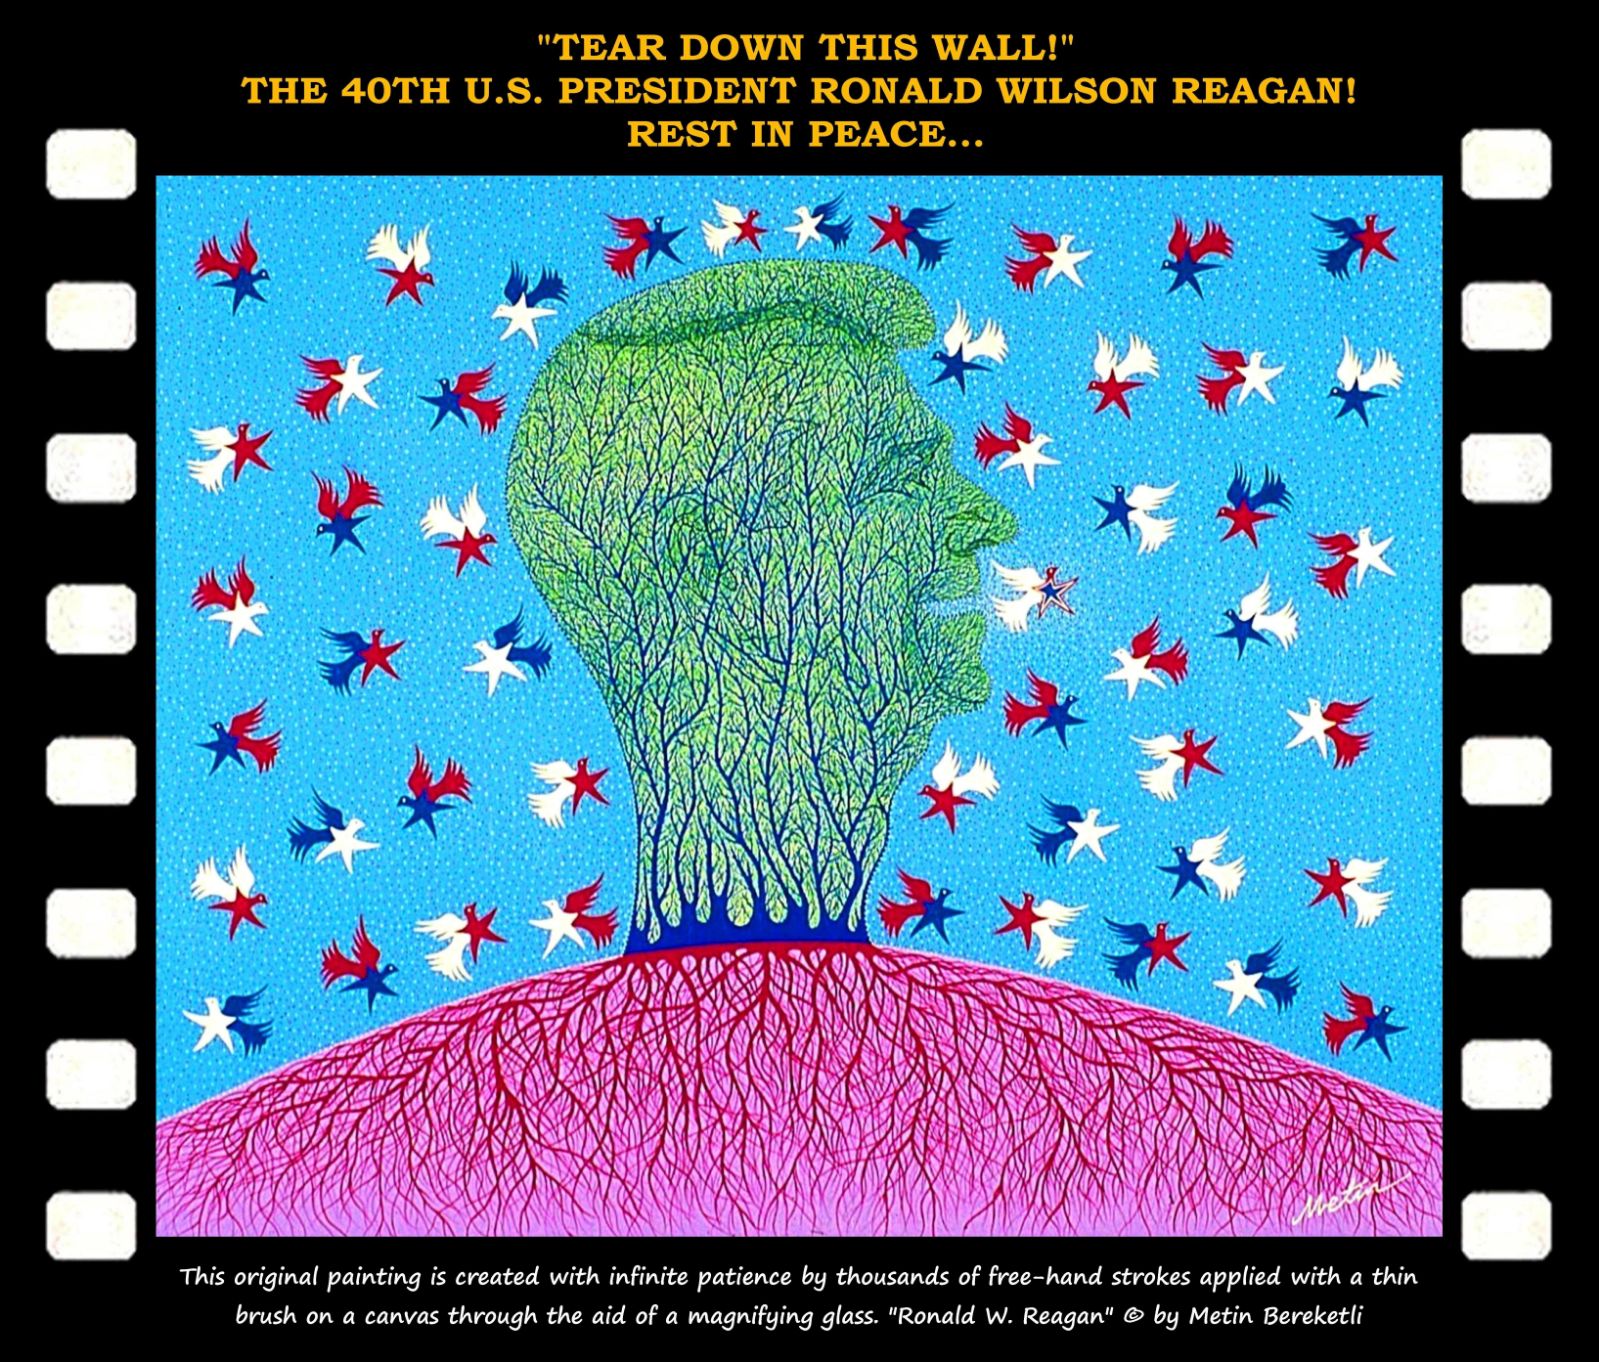 "TEAR DOWN THIS WALL!"
THE 40TH U.S. PRESIDENT RONALD WILSON REAGAN!
REST IN PEACE...
Metin
This original painting is created with infinite patience by thousands of free-hand strokes applied with a thin
brush on a canvas through the aid of a magnifying glass. "Ronald W. Reagan" © by Metin Bereketli